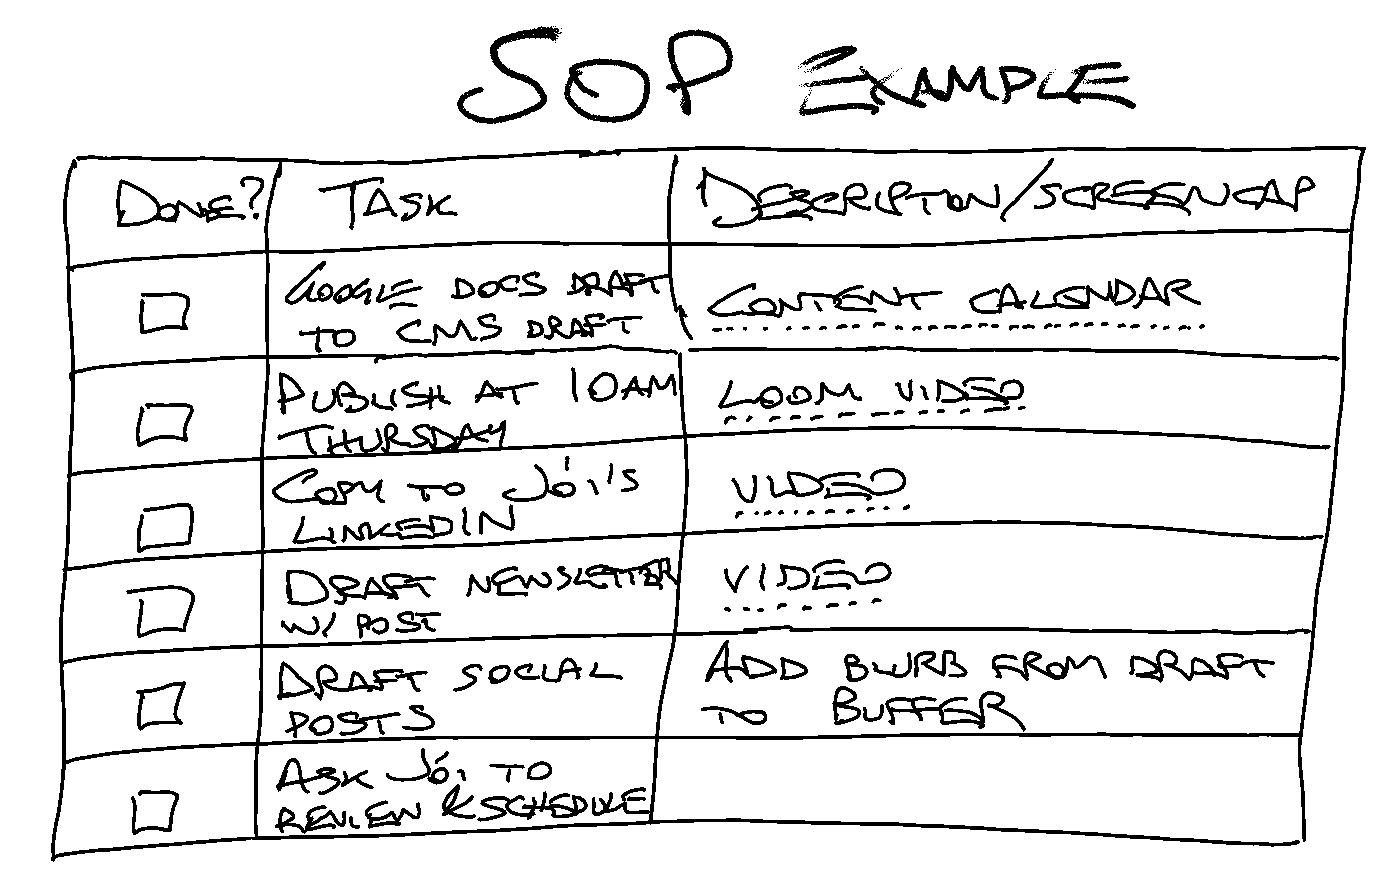 SOP EXAMPLE
DONE? TASK DESCRIPTON/SCREENCAP
GOOGLE DOCS DRAFT
TO CMS DRAFT
CONTENT CALENDAR
PUBLISH AT 10AM
THURSDAY
LOOM VIDEO
COPY TO JÓI'S
LINKEDIN
VIDEO
DRAFT NEWSLETTER
W/ POST
VIDEO
DRAFT SOCIAL
POSTS
ADD BLURB FROM DRAFT
TO BUFFER
ASK JÓI TO
REVIEW & SCHEDULE